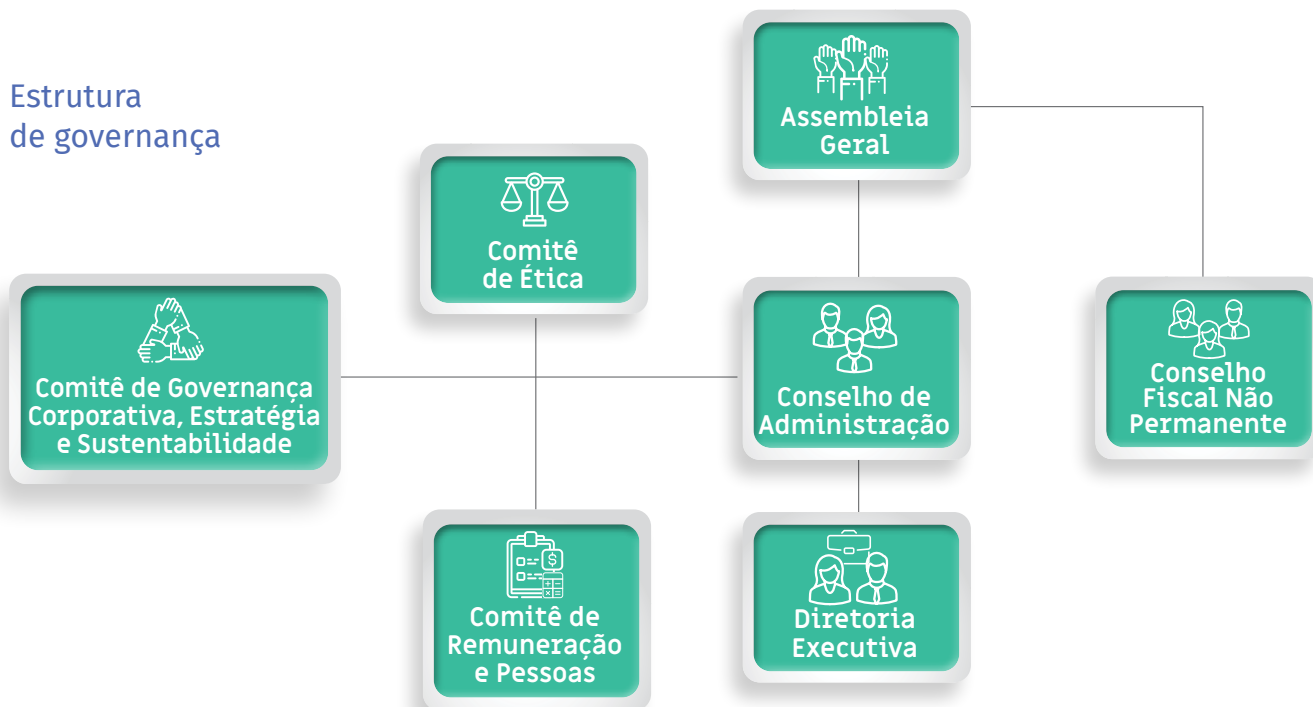 Estrutura
de governança
Assembleia
Geral
Comitê
de Ética
Comitê de Governança
Corporativa, Estratégia
e Sustentabilidade
Conselho de
Administração
Conselho
Fiscal Não
Permanente
Comitê de
Remuneração
e Pessoas
Diretoria
Executiva